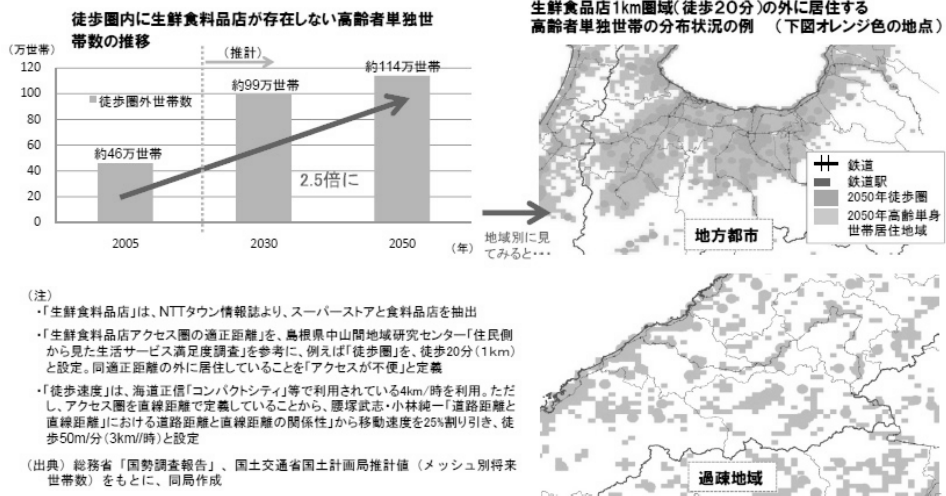 徒歩圏内に生鮮食料品店が存在しない高齢者単独世
帯数の推移
(万世帯)
(推計)
120
100
80
60
40
20
0
徒歩圏外世帯数
約46万世帯
約99万世帯
約114万世帯
2.5倍に
2005
2030
2050
(年)
地域別に見
てみると…
生鮮食品店1km圏域(徒歩20分)の外に居住する
高齢者単独世帯の分布状況の例 (下図オレンジ色の地点)
鉄道
鉄道駅
2050年徒歩圏
2050年高齢単身
世帯居住地域
地方都市
過疎地域
(注)
・「生鮮食料品店」は、NTTタウン情報誌より、スーパーストアと食料品店を抽出
・「生鮮食料品店アクセス圏の適正距離」を、島根県中山間地域研究センター「住民側
から見た生活サービス満足度調査」を参考に、例えば「徒歩圏」を、徒歩20分(1km)
と設定。同適正距離の外に居住していることを「アクセスが不便」と定義
・「徒歩速度」は、海道正信「コンパクトシティ」等で利用されている4km/時を利用。ただ
し、アクセス圏を直線距離で定義していることから、腰塚武志・小林純一「道路距離と
直線距離」における道路距離と直線距離の関係性」から移動速度を25%割り引き、徒
歩50m/分(3km//時)と設定
(出典) 総務省「国勢調査報告」、国土交通省国土計画局推計値(メッシュ別将来
世帯数)をもとに、同局作成